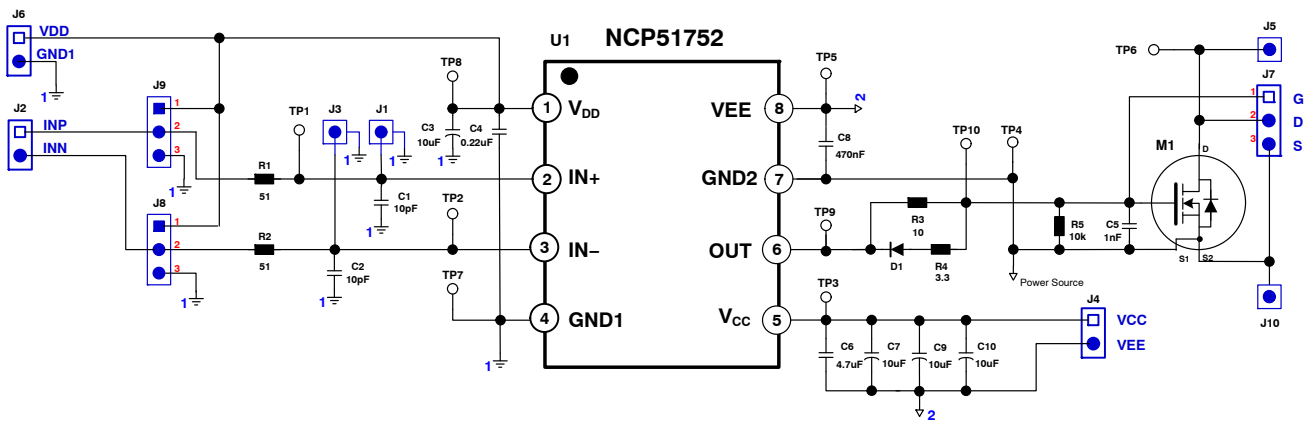 J6
VDD
GND1
1
J2
INP
INN
J9
1
2
3
1
J8
1
2
3
1
TP1
R1
51
R2
51
J3
1
J1
1
C1
10pF
1
C2
10pF
1
TP8
C3
10uF
1
C4
0.22uF
TP2
TP7
1
U1
NCP51752
1
VDD
2
IN+
3
IN−
4
GND1
VEE
8
GND2
7
OUT
6
VCC
5
TP5
2
C8
470nF
TP10
TP4
TP9
R3
10
D1
R4
3.3
TP3
C6
4.7uF
C7
10uF
C9
10uF
C10
10uF
2
J4
VCC
VEE
Power Source
R5
10k
C5
1nF
M1
D
S1
S2
TP6
J5
J7
1
G
2
D
3
S
J10